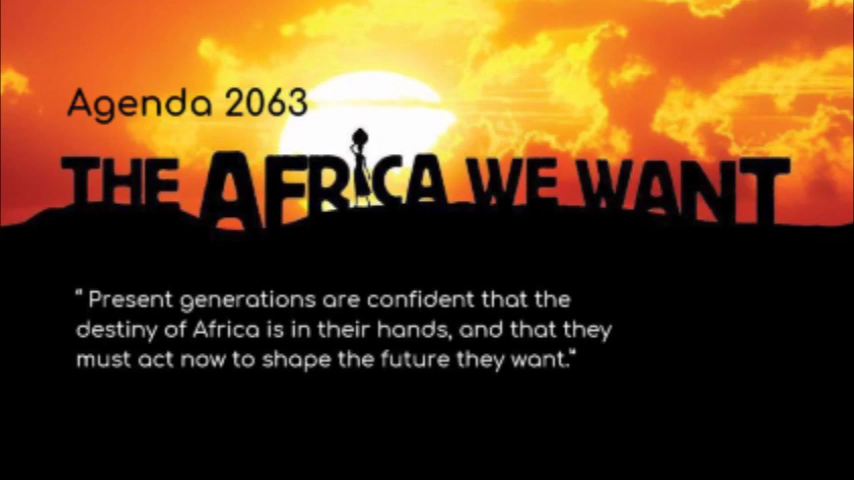 Agenda 2063
THE AFRICA WE WANT
“ Present generations are confident that the
destiny of Africa is in their hands, and that they
must act now to shape the future they want.“